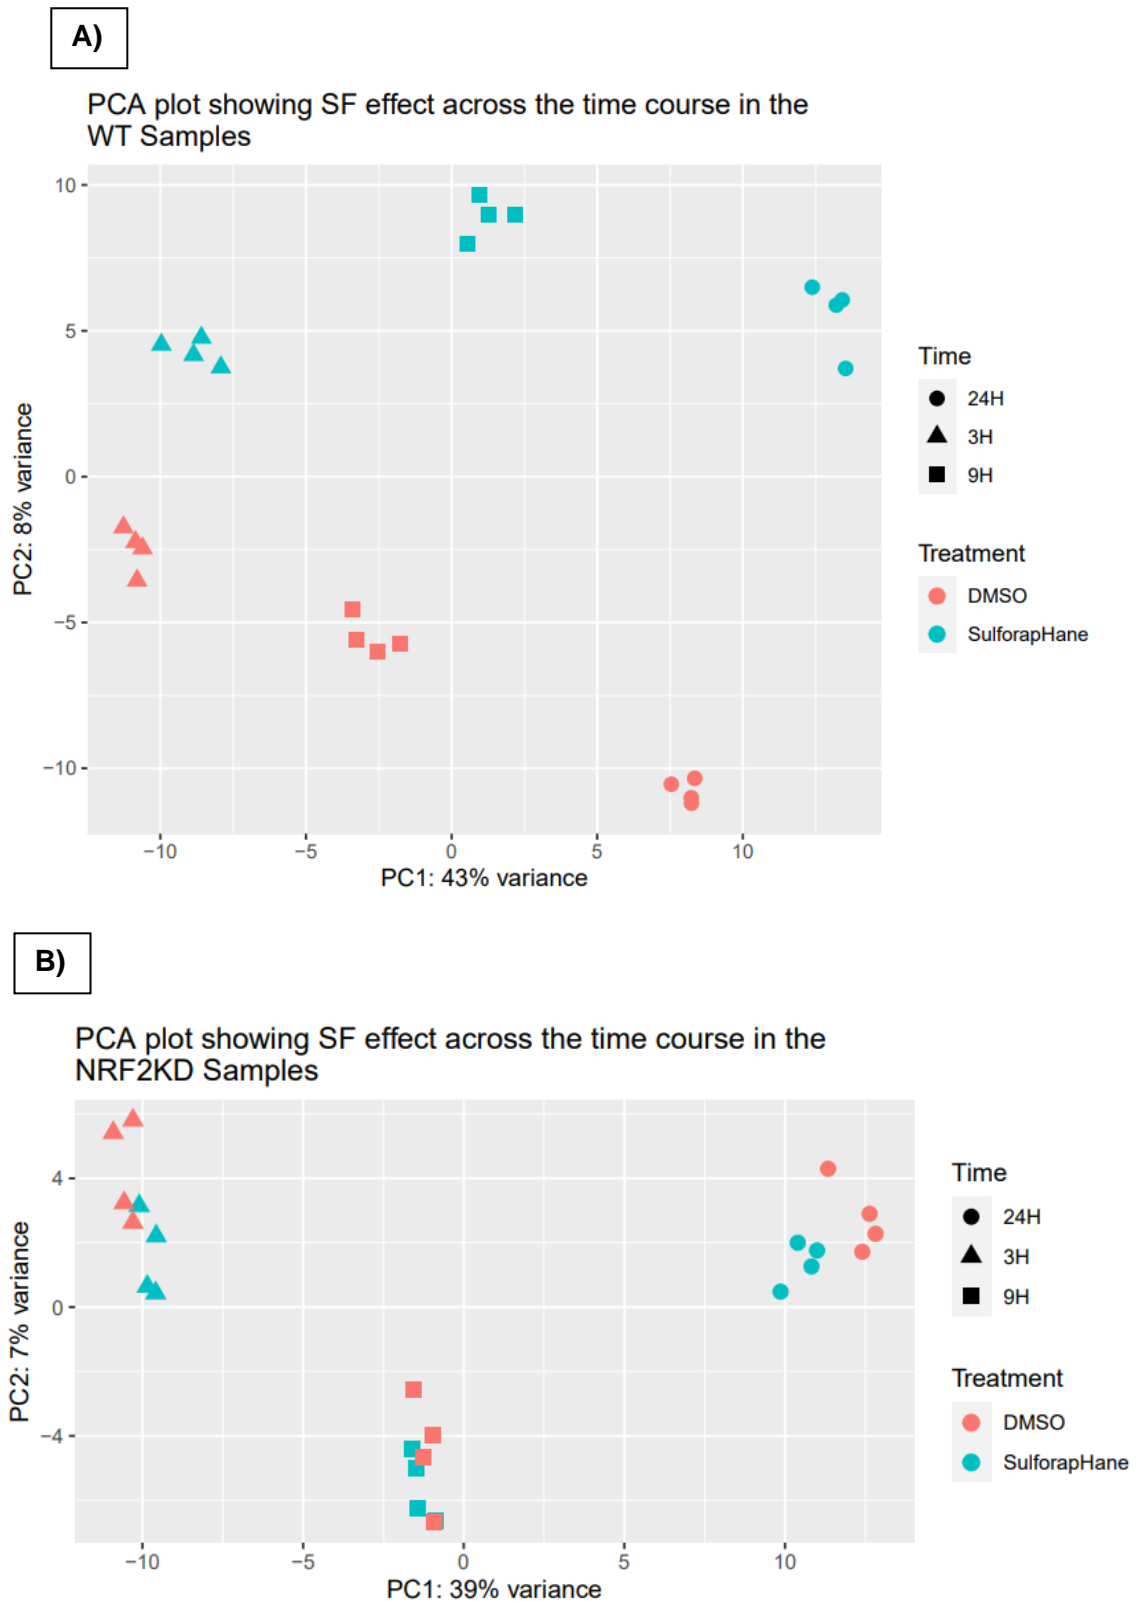 A)
PCA plot showing SF effect across the time course in the
WT Samples
10
5
0
−5
−10
PC2: 8% variance
−10
−5
0
5
10
PC1: 43% variance
Time
24H
3H
9H
Treatment
DMSO
SulforapHane
B)
PCA plot showing SF effect across the time course in the
NRF2KD Samples
4
0
−4
PC2: 7% variance
−10
−5
0
5
10
PC1: 39% variance
Time
24H
3H
9H
Treatment
DMSO
SulforapHane